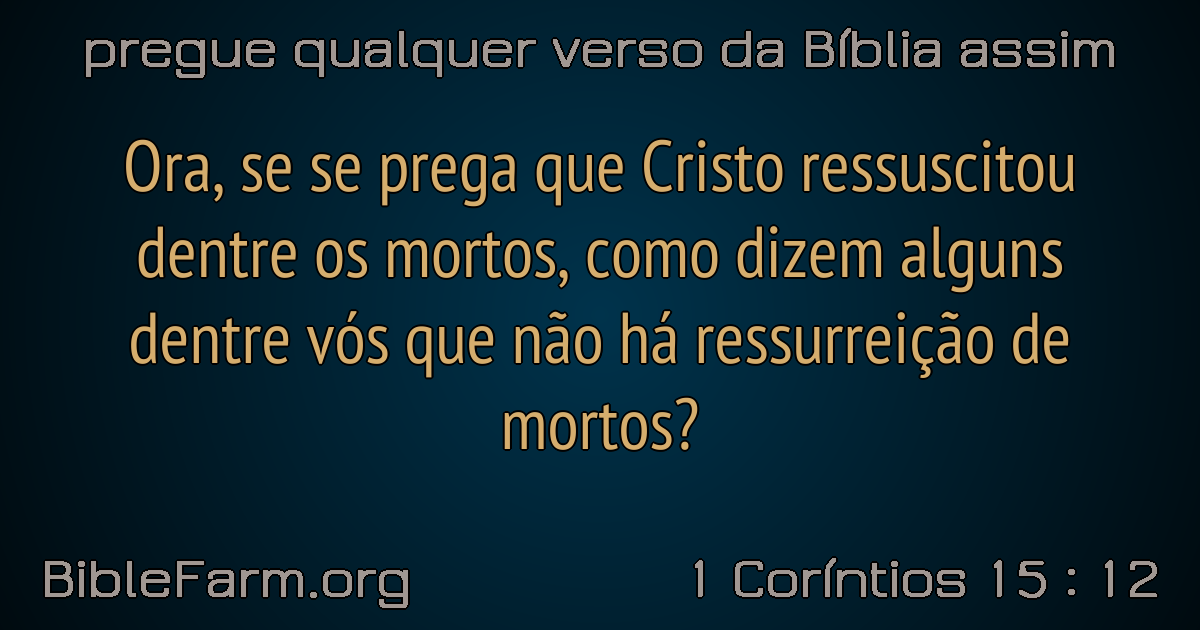 pregue qualquer verso da Bíblia assim
Ora, se se prega que Cristo ressuscitou
dentre os mortos, como dizem alguns
dentre vós que não há ressurreição de
mortos?
BibleFarm.org
1 Coríntios 15 : 12